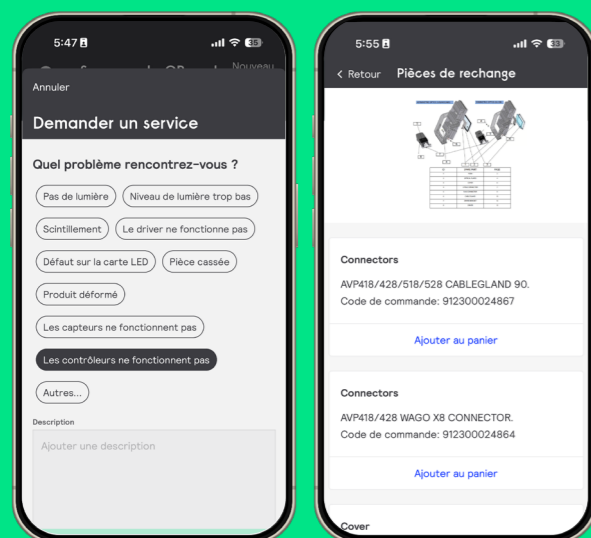 5:47
35
Nouveau
Annuler
Demander un service
Quel problème rencontrez-vous ?
Pas de lumière
Niveau de lumière trop bas
Scintillement
Le driver ne fonctionne pas
Défaut sur la carte LED
Pièce cassée
Produit déformé
Les capteurs ne fonctionnent pas
Les contrôleurs ne fonctionnent pas
Autres...
Description
Ajouter une description
5:55
33
< Retour
Pièces de rechange
Connectors
AVP418/428/518/528 CABLEGLAND 90.
Code de commande: 912300024867
Ajouter au panier
Connectors
AVP418/428 WAGO X8 CONNECTOR.
Code de commande: 912300024864
Ajouter au panier
Cover